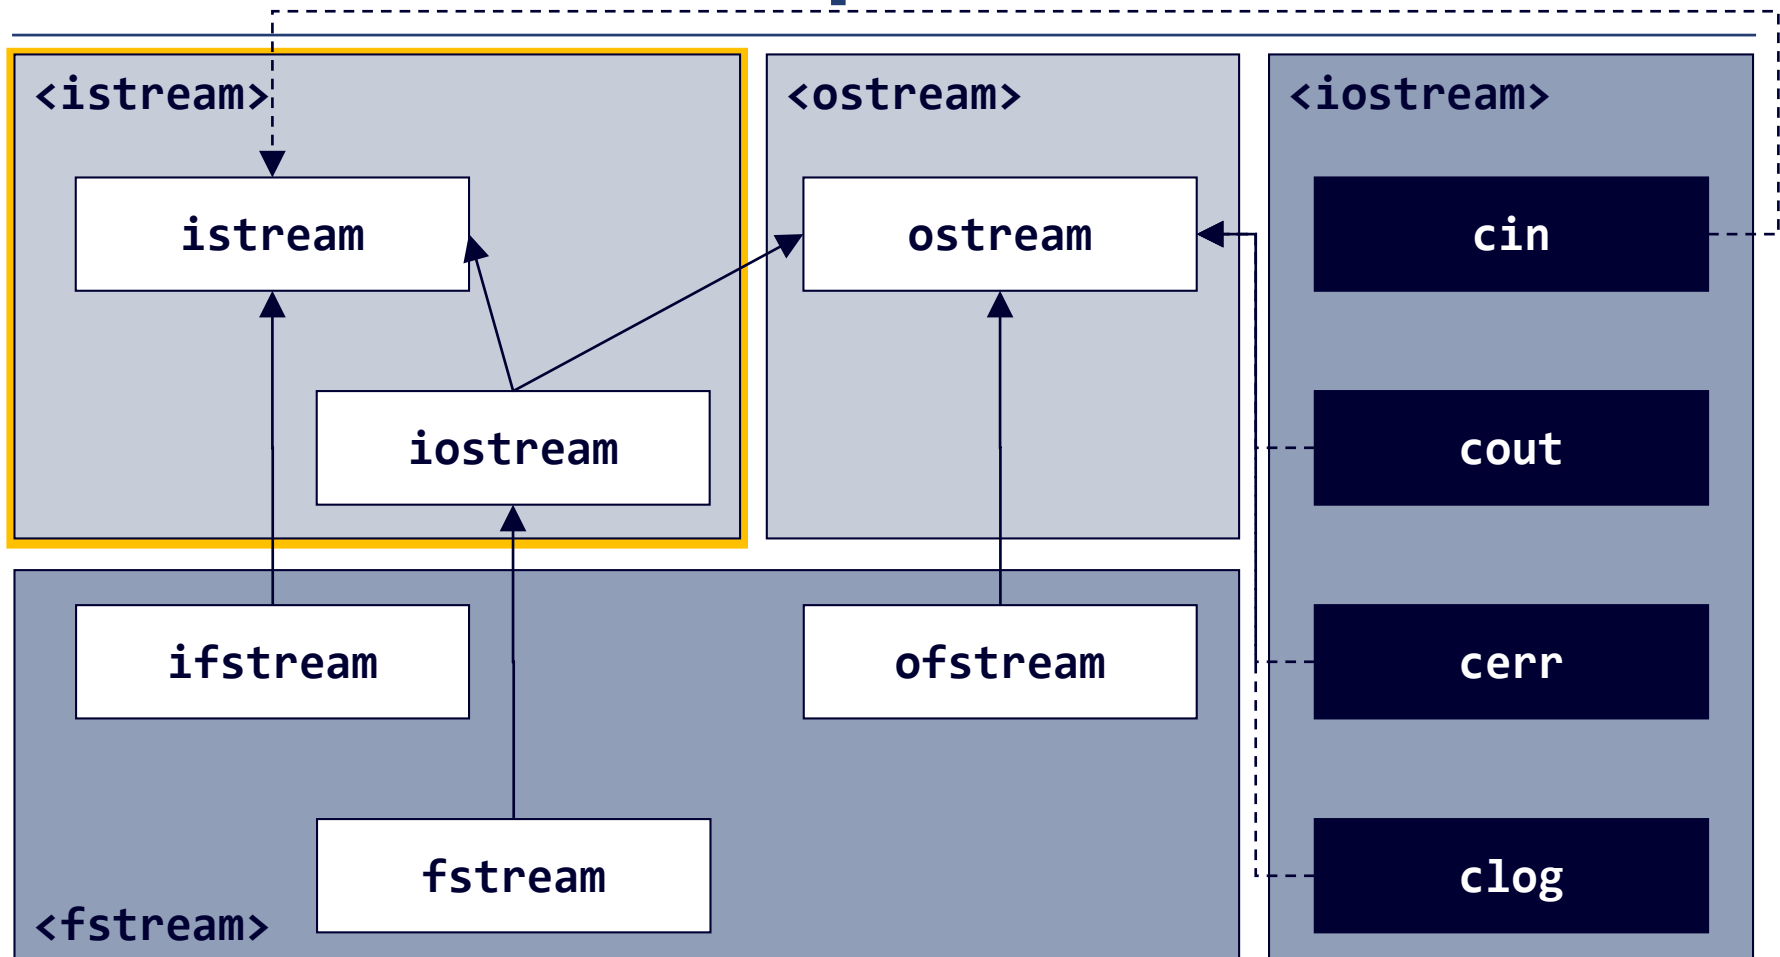 <istream>
<ostream>
<iostream>
istream
ostream
cin
iostream
cout
ifstream
ofstream
cerr
fstream
clog
<fstream>